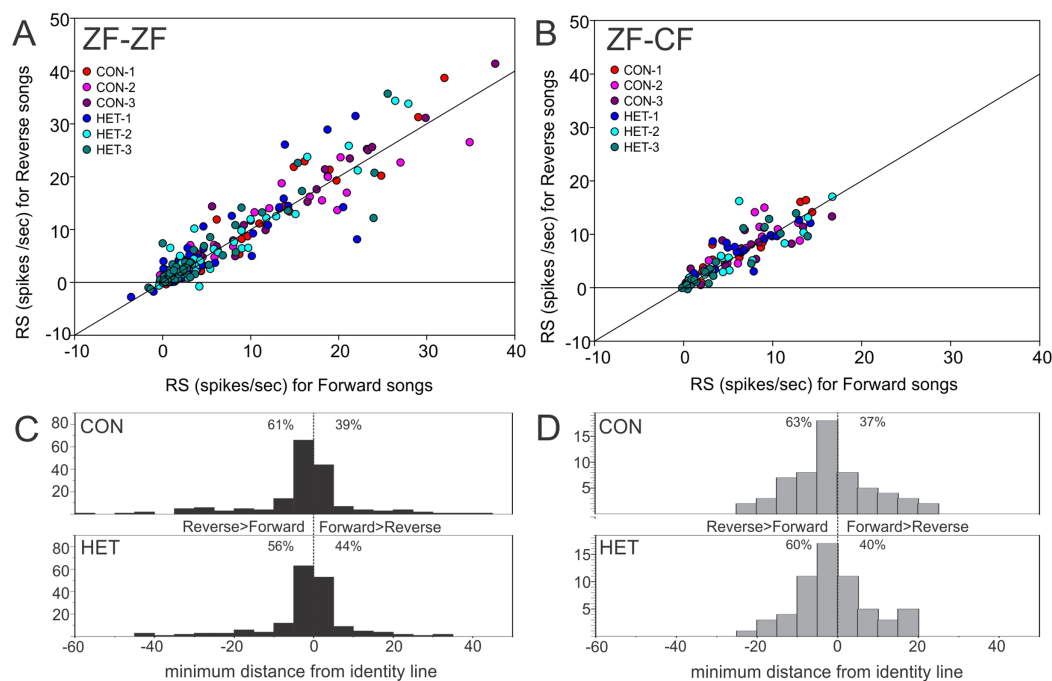 A
ZF-ZF
CON-1
CON-2
CON-3
HET-1
HET-2
HET-3
RS (spikes /sec) for Reverse songs
50
40
30
20
10
0
-10
-10 0 10 20 30 40
RS (spikes/sec) for Forward songs
B
ZF-CF
CON-1
CON-2
CON-3
HET-1
HET-2
HET-3
RS (spikes/sec) for Reverse songs
50
40
30
20
10
0
-10
-10 0 10 20 30 40
RS (spikes/sec) for Forward songs
C
CON
61% 39%
80
60
40
20
Reverse>Forward Forward>Reverse
HET
56% 44%
80
60
40
20
-60 -40 -20 0 20 40
minimum distance from identity line
D
CON
63% 37%
15
10
5
Reverse>Forward Forward>Reverse
HET
60% 40%
15
10
5
-60 -40 -20 0 20 40
minimum distance from identity line